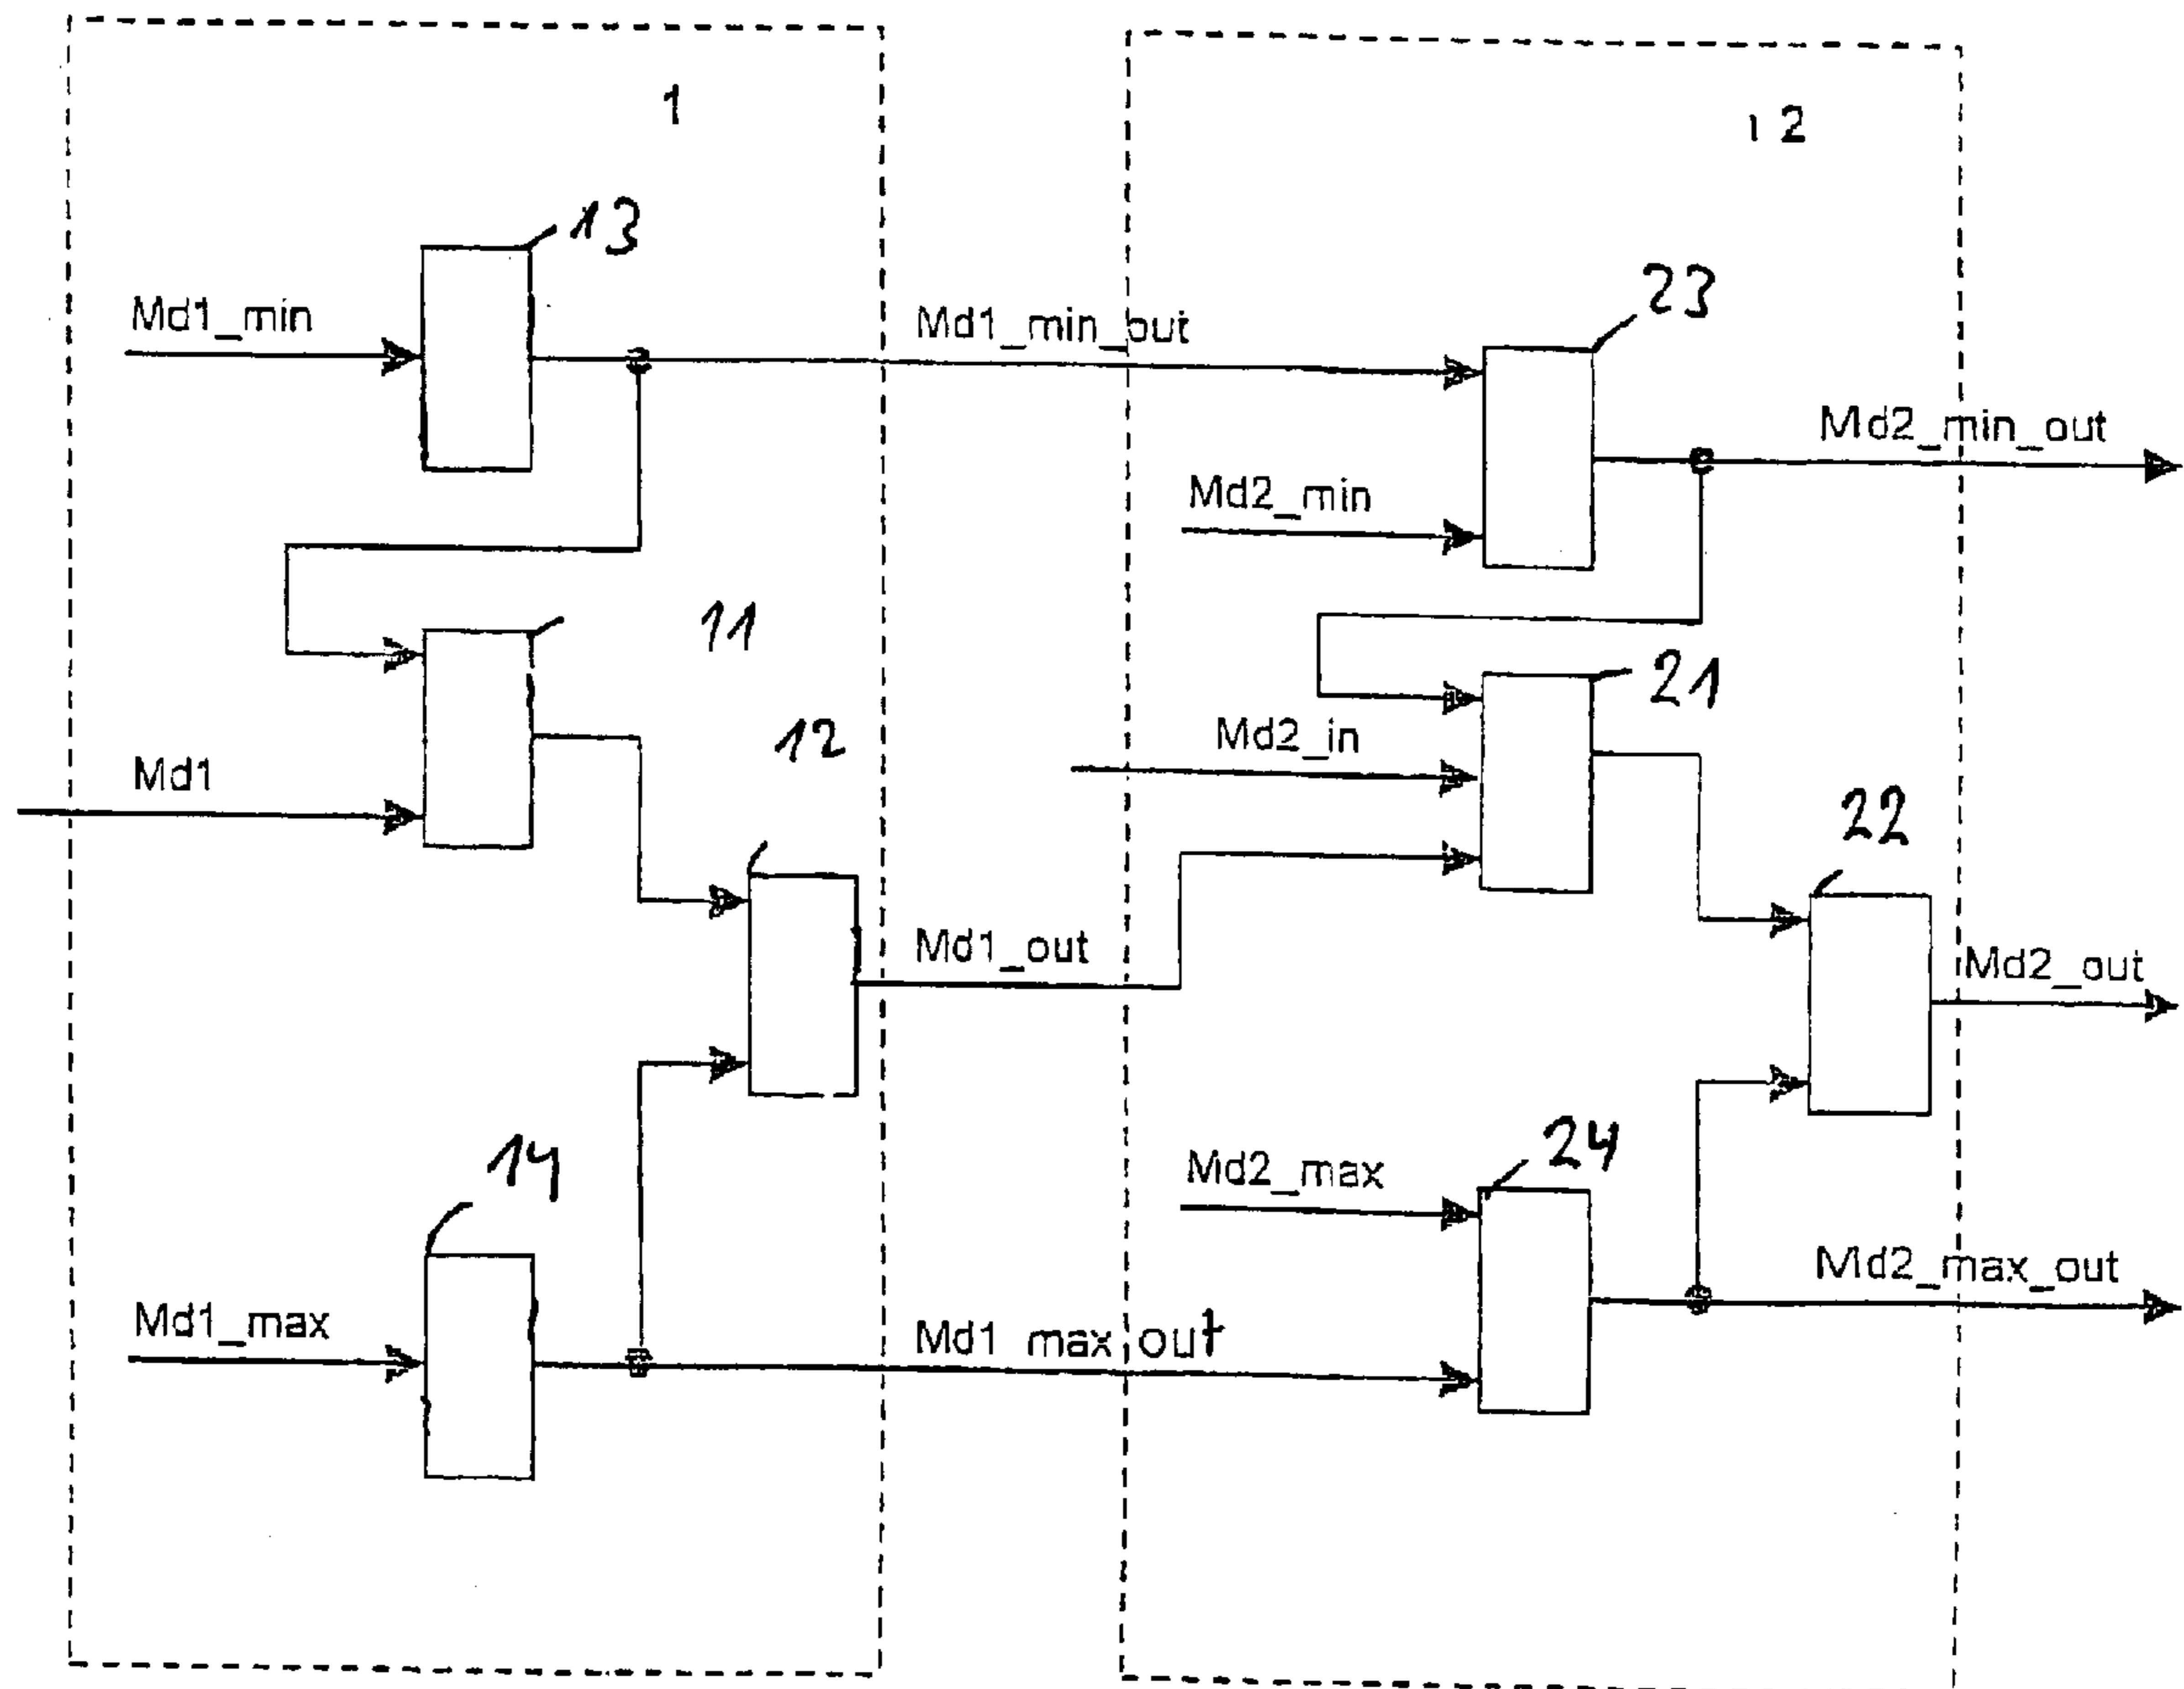 1
2
13
23
Md1_min
Md1_min_out
Md2_min_out
Md2_min
11
21
12
Md2_in
Md1
22
Md1_out
Md2_out
14
24
Md2_max
Md2_max_out
Md1_max
Md1 max out